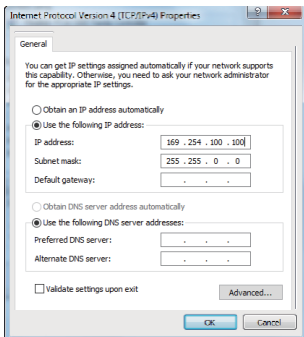 Internet Protocol Version 4 (TCP/IPv4) Properties
General
You can get IP settings assigned automatically if your network supports
this capability. Otherwise, you need to ask your network administrator
for the appropriate IP settings.
Obtain an IP address automatically
Use the following IP address:
IP address: 169 . 254 . 100 . 100
Subnet mask: 255 . 255 . 0 . 0
Default gateway: . . .
Obtain DNS server address automatically
Use the following DNS server addresses:
Preferred DNS server: . . .
Alternate DNS server: . . .
Validate settings upon exit
Advanced...
OK Cancel